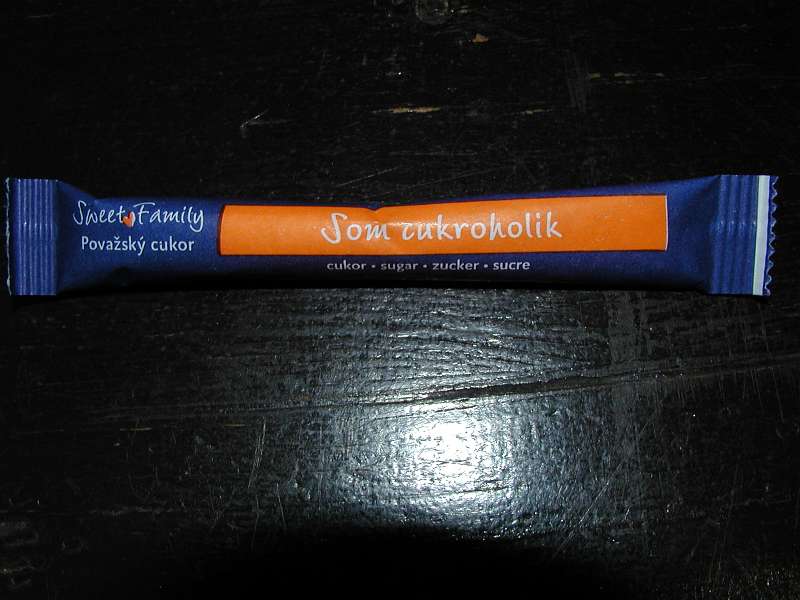 Sweet Family
Považský cukor
Som cukroholik
cukor • sugar • zucker • sucre